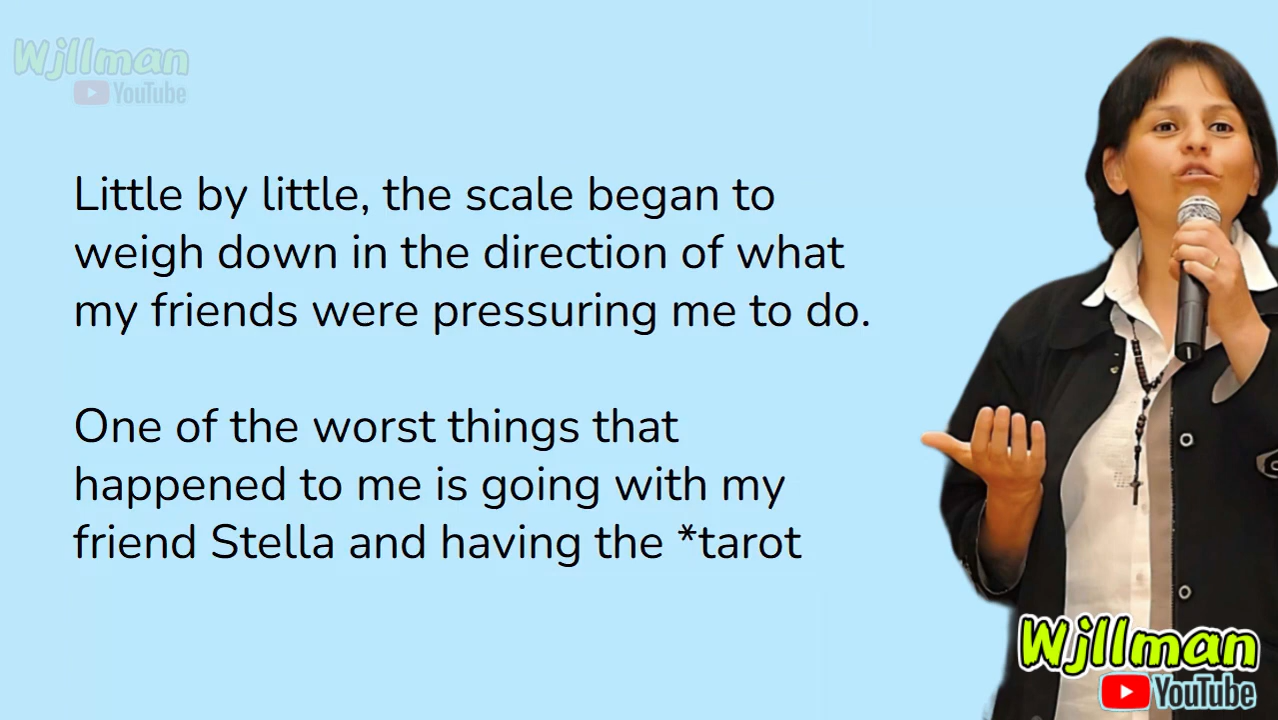 Wjllman
YouTube
Little by little, the scale began to
weigh down in the direction of what
my friends were pressuring me to do.
One of the worst things that
happened to me is going with my
friend Stella and having the *tarot
Wjllman
YouTube